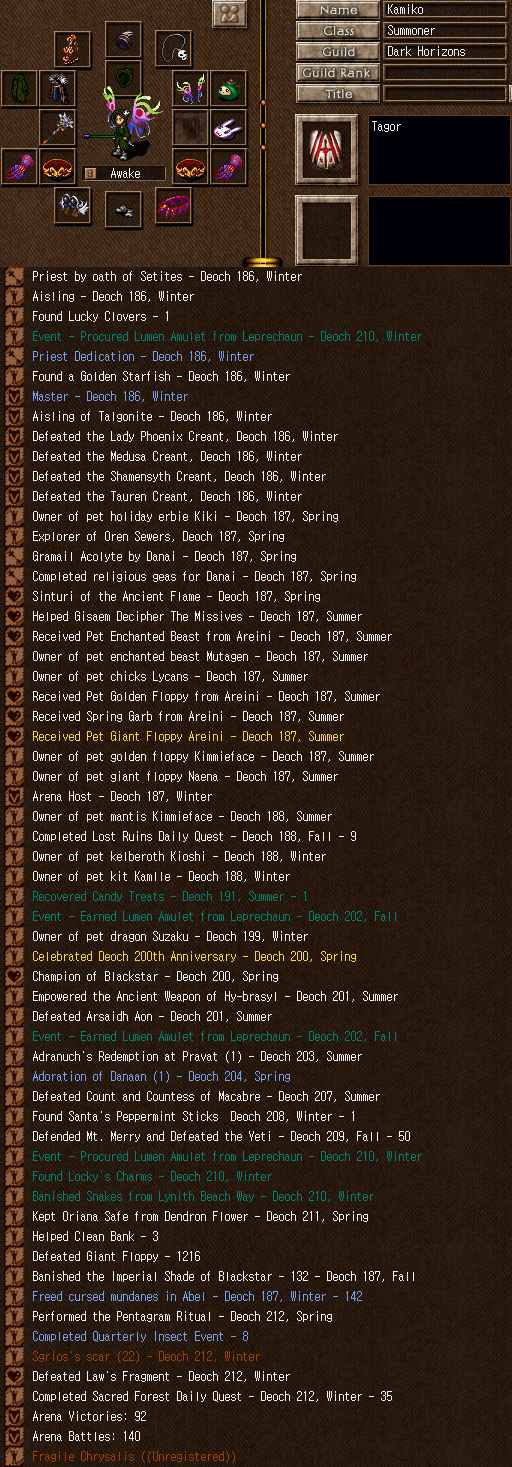 Name Kamiko
Class Summoner
Guild Dark Horizons
Guild Rank
Title
Tagor
Awake
Priest by oath of Setites - Deoch 186, Winter
Aisling - Deoch 186, Winter
Found Lucky Clovers - 1
Event - Procured Lumen Amulet from Leprechaun - Deoch 210, Winter
Priest Dedication - Deoch 186, Winter
Found a Golden Starfish - Deoch 186, Winter
Master - Deoch 186, Winter
Aisling of Talgonite - Deoch 186, Winter
Defeated the Lady Phoenix Creant, Deoch 186, Winter
Defeated the Medusa Creant, Deoch 186, Winter
Defeated the Shamensyth Creant, Deoch 186, Winter
Defeated the Tauren Creant, Deoch 186, Winter
Owner of pet holiday erbie Kiki - Deoch 187, Spring
Explorer of Oren Sewers, Deoch 187, Spring
Gramail Acolyte by Danai - Deoch 187, Spring
Completed religious geas for Danai - Deoch 187, Spring
Sinturi of the Ancient Flame - Deoch 187, Spring
Helped Gisaem Decipher The Missives - Deoch 187, Summer
Received Pet Enchanted Beast from Areini - Deoch 187, Summer
Owner of pet enchanted beast Mutagen - Deoch 187, Summer
Owner of pet chicks Lycans - Deoch 187, Summer
Received Pet Golden Floppy from Areini - Deoch 187, Summer
Received Spring Garb from Areini - Deoch 187, Summer
Received Pet Giant Floppy Areini - Deoch 187, Summer
Owner of pet golden floppy Kimmieface - Deoch 187, Summer
Owner of pet giant floppy Naena - Deoch 187, Summer
Arena Host - Deoch 187, Winter
Owner of pet mantis Kimmieface - Deoch 188, Summer
Completed Lost Ruins Daily Quest - Deoch 188, Fall - 9
Owner of pet kelberoth Kioshi - Deoch 188, Winter
Owner of pet kit Kamlle - Deoch 188, Winter
Recovered Candy Treats - Deoch 191, Summer - 1
Event - Earned Lumen Amulet from Leprechaun - Deoch 202, Fall
Owner of pet dragon Suzaku - Deoch 199, Winter
Celebrated Deoch 200th Anniversary - Deoch 200, Spring
Champion of Blackstar - Deoch 200, Spring
Empowered the Ancient Weapon of Hy-brasyl - Deoch 201, Summer
Defeated Arsaidh Aon - Deoch 201, Summer
Event - Earned Lumen Amulet from Leprechaun - Deoch 202, Fall
Adranuch's Redemption at Pravat (1) - Deoch 203, Summer
Adoration of Danaan (1) - Deoch 204, Spring
Defeated Count and Countess of Macabre - Deoch 207, Summer
Found Santa's Peppermint Sticks  Deoch 208, Winter - 1
Defended Mt. Merry and Defeated the Yeti - Deoch 209, Fall - 50
Event - Procured Lumen Amulet from Leprechaun - Deoch 210, Winter
Found Locky's Charms - Deoch 210, Winter
Banished Snakes from Lynith Beach Way - Deoch 210, Winter
Kept Oriana Safe from Dendron Flower - Deoch 211, Spring
Helped Clean Bank - 3
Defeated Giant Floppy - 1216
Banished the Imperial Shade of Blackstar - 132 - Deoch 187, Fall
Freed cursed mundanes in Abel - Deoch 187, Winter - 142
Performed the Pentagram Ritual - Deoch 212, Spring
Completed Quarterly Insect Event - 8
Sgrios's scar (22) - Deoch 212, Winter
Defeated Law's Fragment - Deoch 212, Winter
Completed Sacred Forest Daily Quest - Deoch 212, Winter - 35
Arena Victories: 92
Arena Battles: 140
Fragile Chrysalis ((Unregistered))